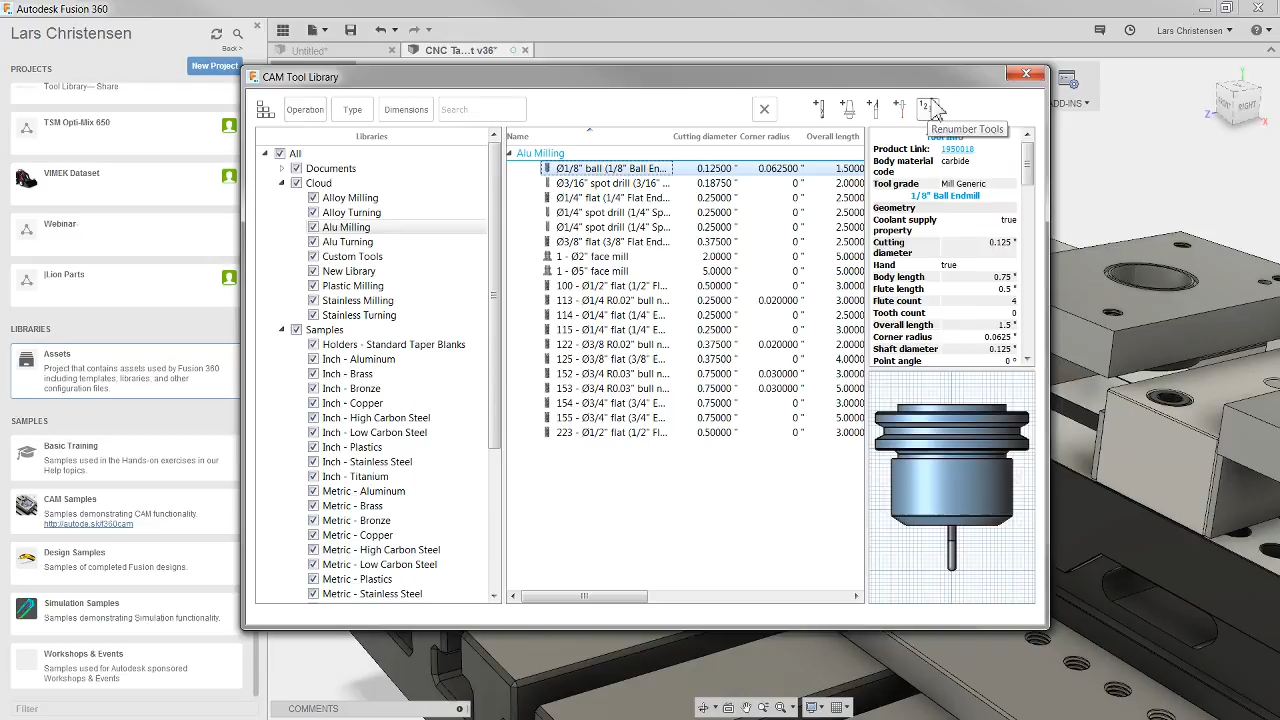 Autodesk Fusion 360
Lars Christensen
Back >
PROJECTS
New Project
Tool Library— Share
TSM Opti-Mix 650
VIMEK Dataset
Webinar
|Lion Parts
LIBRARIES
Assets
Project that contains assets used by Fusion 360
including templates, libraries, and other
configuration files.
SAMPLES
Basic Training
Samples used in the Hands-on exercises in our
Help topics.
CAM Samples
Samples demonstrating CAM functionality.
http://autode.sk/f360cam
Design Samples
Samples of completed Fusion designs.
Simulation Samples
Samples demonstrating Simulation functionality.
Workshops & Events
Samples used for Autodesk sponsored
Workshops & Events
Filter
Untitled*
CNC Ta...t v36*
Lars Christensen
ADD-INS
FRONT
RIGHT
Z
Y
X
CAM Tool Library
Operation
Type
Dimensions
Search
Renumber Tools
Libraries
All
Documents
Cloud
Alloy Milling
Alloy Turning
Alu Milling
Alu Turning
Custom Tools
New Library
Plastic Milling
Stainless Milling
Stainless Turning
Samples
Holders - Standard Taper Blanks
Inch - Aluminum
Inch - Brass
Inch - Bronze
Inch - Copper
Inch - High Carbon Steel
Inch - Low Carbon Steel
Inch - Plastics
Inch - Stainless Steel
Inch - Titanium
Metric - Aluminum
Metric - Brass
Metric - Bronze
Metric - Copper
Metric - High Carbon Steel
Metric - Low Carbon Steel
Metric - Plastics
Metric - Stainless Steel
Name Cutting diameter Corner radius Overall length
Alu Milling
Ø1/8" ball (1/8" Ball En... 0.12500 " 0.062500 " 1.5000
Ø3/16" spot drill (3/16" ... 0.18750 " 0 " 2.0000
Ø1/4" flat (1/4" Flat End... 0.25000 " 0 " 2.5000
Ø1/4" spot drill (1/4" Sp... 0.25000 " 0 " 2.5000
Ø1/4" spot drill (1/4" Sp... 0.25000 " 0 " 2.5000
Ø3/8" flat (3/8" Flat End... 0.37500 " 0 " 2.5000
1 - Ø2" face mill 2.0000 " 0 " 5.0000
1 - Ø5" face mill 5.0000 " 0 " 5.0000
100 - Ø1/2" flat (1/2" Fl... 0.50000 " 0 " 3.0000
113 - Ø1/4 R0.02" bull n... 0.25000 " 0.020000 " 3.0000
114 - Ø1/4" flat (1/4" E... 0.25000 " 0 " 2.5000
115 - Ø1/4" flat (1/4" E... 0.25000 " 0 " 3.0000
122 - Ø3/8 R0.02" bull n... 0.37500 " 0.020000 " 2.0000
125 - Ø3/8" flat (3/8" E... 0.37500 " 0 " 4.0000
152 - Ø3/4 R0.03" bull n... 0.75000 " 0.030000 " 3.0000
153 - Ø3/4 R0.03" bull n... 0.75000 " 0.030000 " 5.0000
154 - Ø3/4" flat (3/4" E... 0.75000 " 0 " 3.0000
155 - Ø3/4" flat (3/4" E... 0.75000 " 0 " 5.0000
223 - Ø1/2" flat (1/2" Fl... 0.50000 " 0 " 3.0000
Product Link: 1950018
Body material code carbide
Tool grade Mill Generic
1/8" Ball Endmill
Geometry
Coolant supply property true
Cutting diameter 0.125 "
Hand true
Body length 0.75 "
Flute length 0.5 "
Flute count 4
Tooth count 0
Overall length 1.5 "
Corner radius 0.0625 "
Shaft diameter 0.125 "
Point angle 0 °
COMMENTS